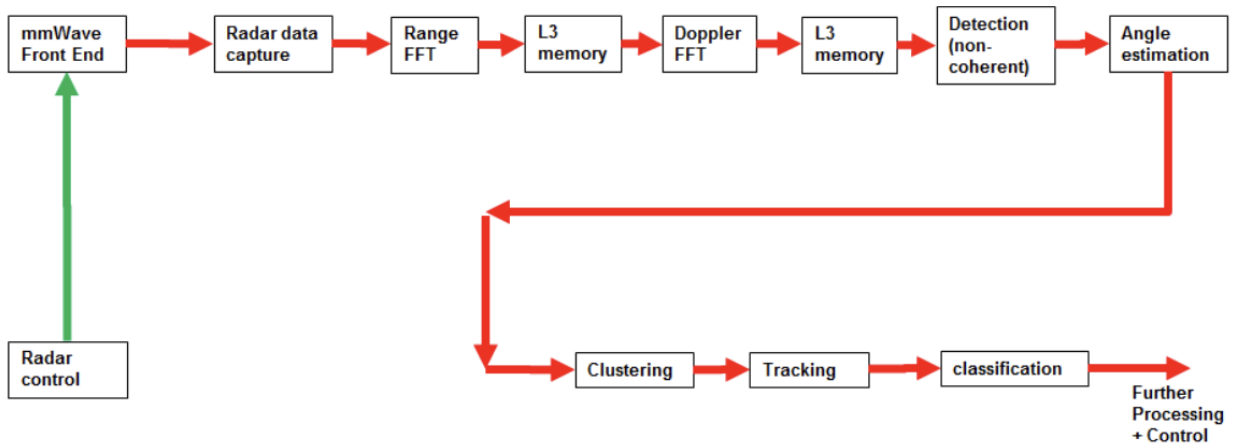 mmWave
Front End
Radar data
capture
Range
FFT
L3
memory
Doppler
FFT
L3
memory
Detection
(non-
coherent)
Angle
estimation
Radar
control
Clustering
Tracking
classification
Further
Processing
+ Control